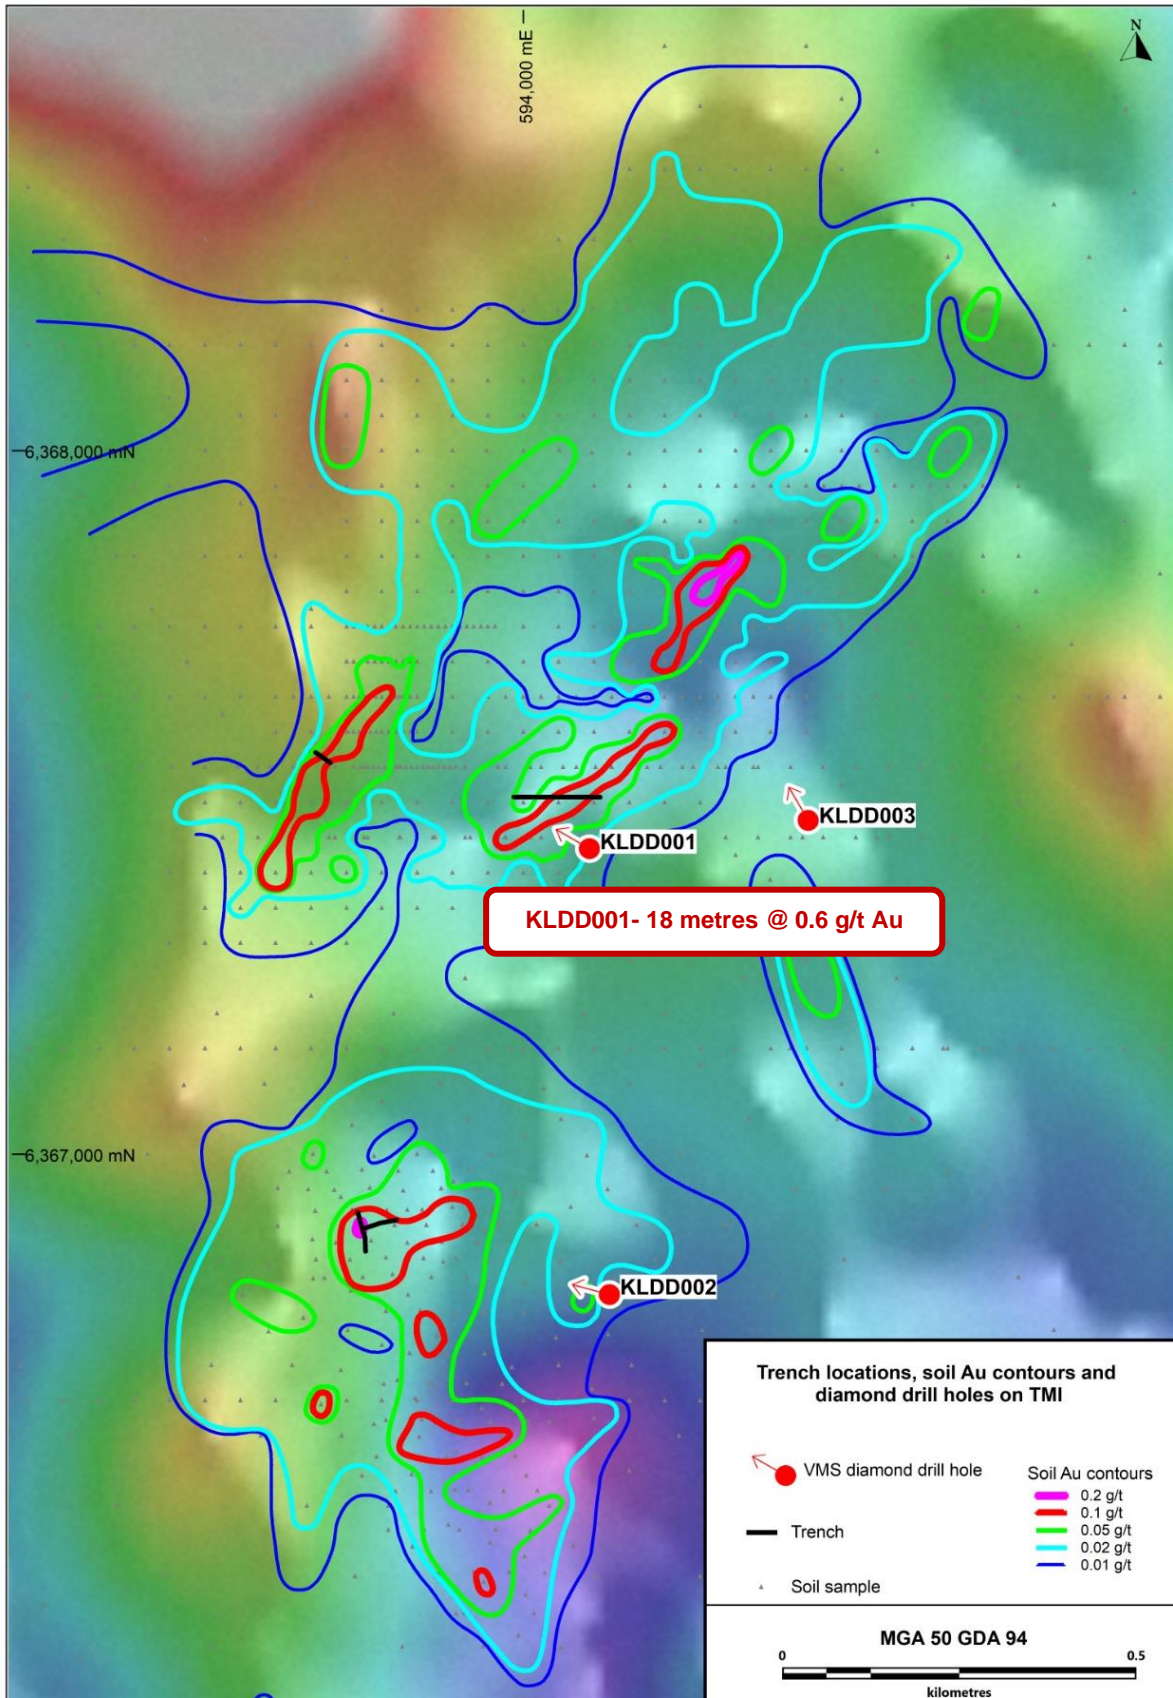 594,000 mE
N
6,368,000 mN
KLDD003
KLDD001
KLDD001- 18 metres @ 0.6 g/t Au
6,367,000 mN
KLDD002
Trench locations, soil Au contours and
diamond drill holes on TMI
VMS diamond drill hole
Trench
Soil sample
Soil Au contours
0.2 g/t
0.1 g/t
0.05 g/t
0.02 g/t
0.01 g/t
MGA 50 GDA 94
0 0.5
kilometres